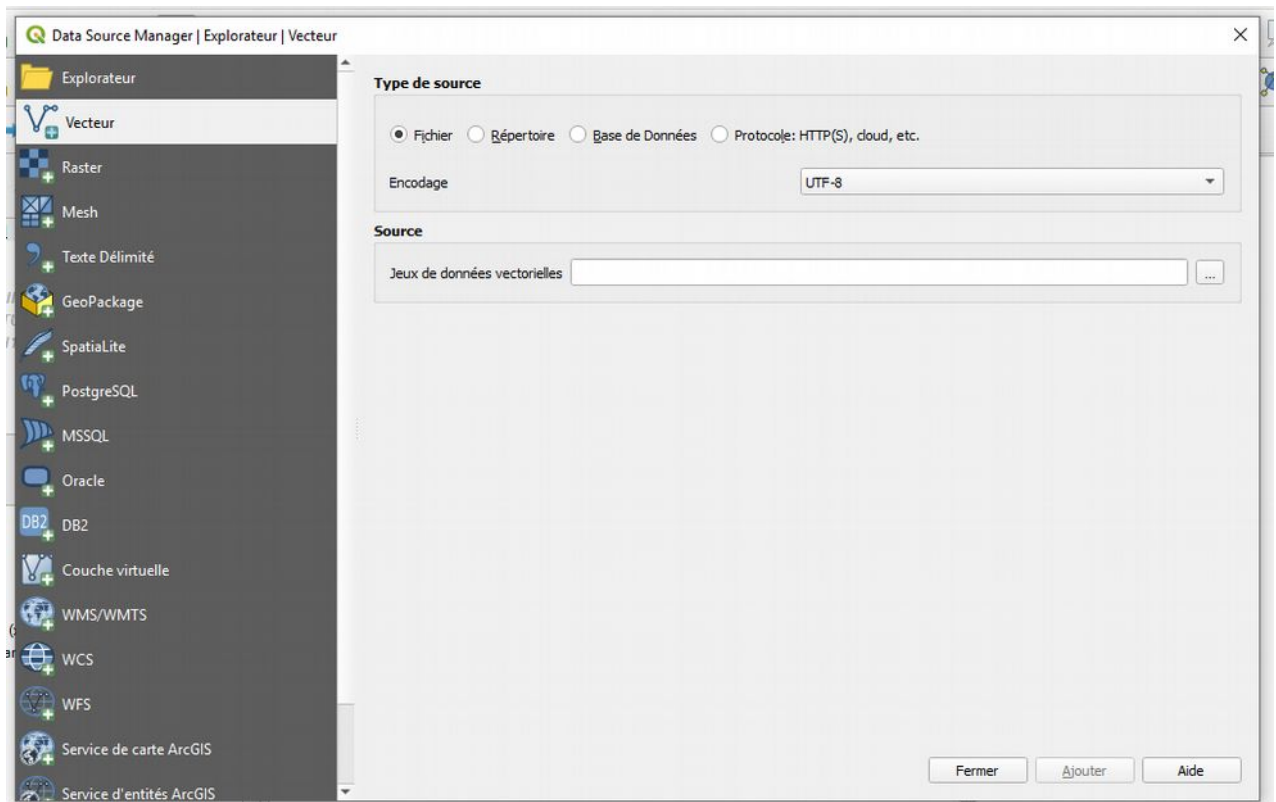 Data Source Manager | Explorateur | Vecteur
Explorateur
Vecteur
Raster
Mesh
Texte Délimité
GeoPackage
SpatiaLite
PostgreSQL
MSSQL
Oracle
DB2
DB2
Couche virtuelle
WMS/WMTS
WCS
WFS
Service de carte ArcGIS
Service d'entités ArcGIS
Type de source
Fichier Répertoire Base de Données Protocole: HTTP(S), cloud, etc.
Encodage UTF-8
Source
Jeux de données vectorielles ...
Fermer Ajouter Aide